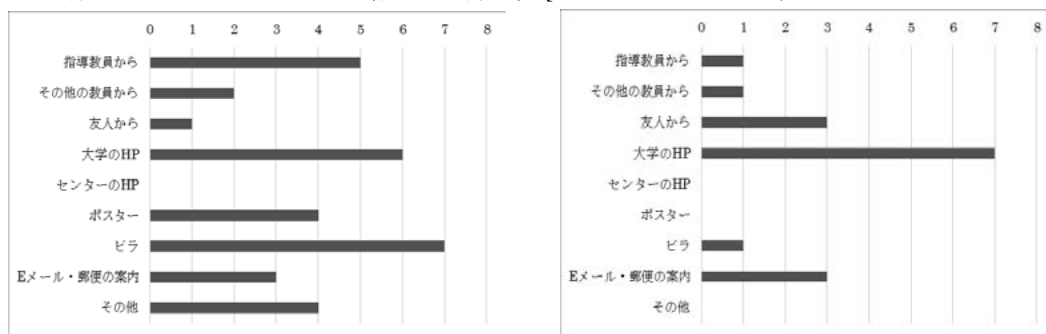 0 1 2 3 4 5 6 7 8
指導教員から
その他の教員から
友人から
大学のHP
センターのHP
ポスター
ビラ
Eメール・郵便の案内
その他
0 1 2 3 4 5 6 7 8
指導教員から
その他の教員から
友人から
大学のHP
センターのHP
ポスター
ビラ
Eメール・郵便の案内
その他